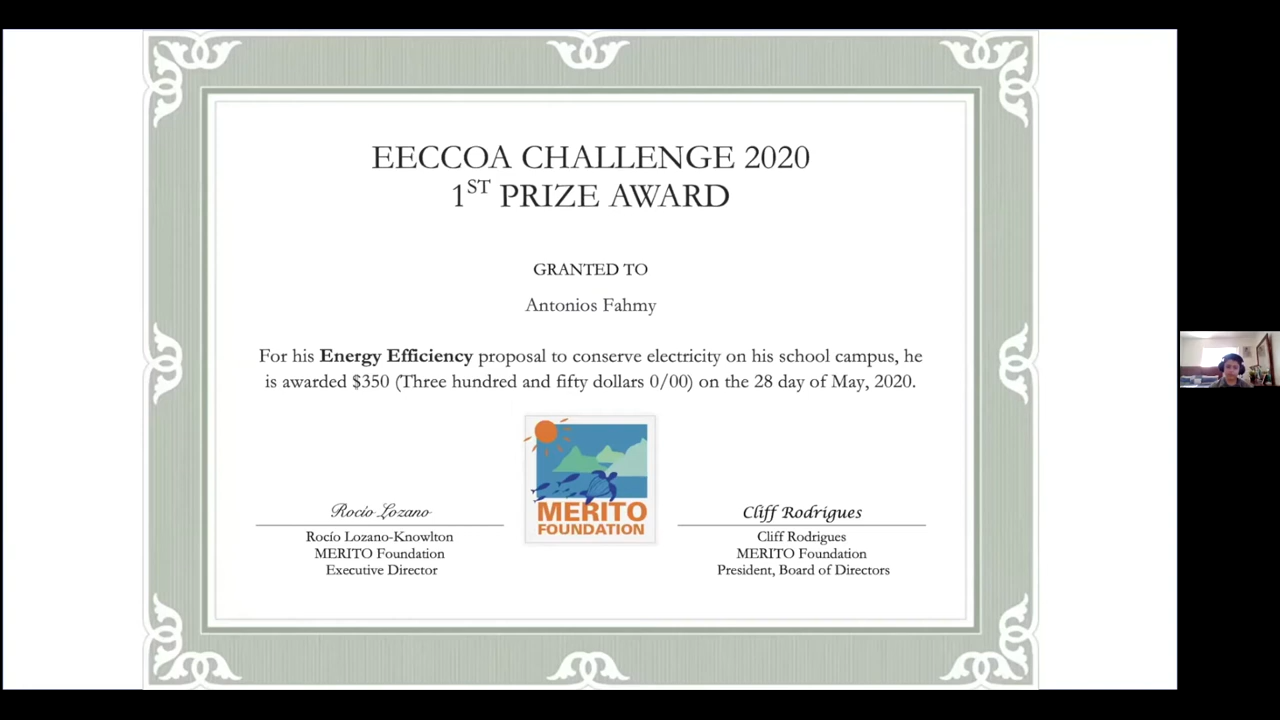 EECCOA CHALLENGE 2020
1ST PRIZE AWARD
GRANTED TO
Antonios Fahmy
For his Energy Efficiency proposal to conserve electricity on his school campus, he
is awarded $350 (Three hundred and fifty dollars 0/00) on the 28 day of May, 2020.
MERITO
FOUNDATION
Rocío Lozano
Rocío Lozano-Knowlton
MERITO Foundation
Executive Director
Cliff Rodrigues
Cliff Rodrigues
MERITO Foundation
President, Board of Directors